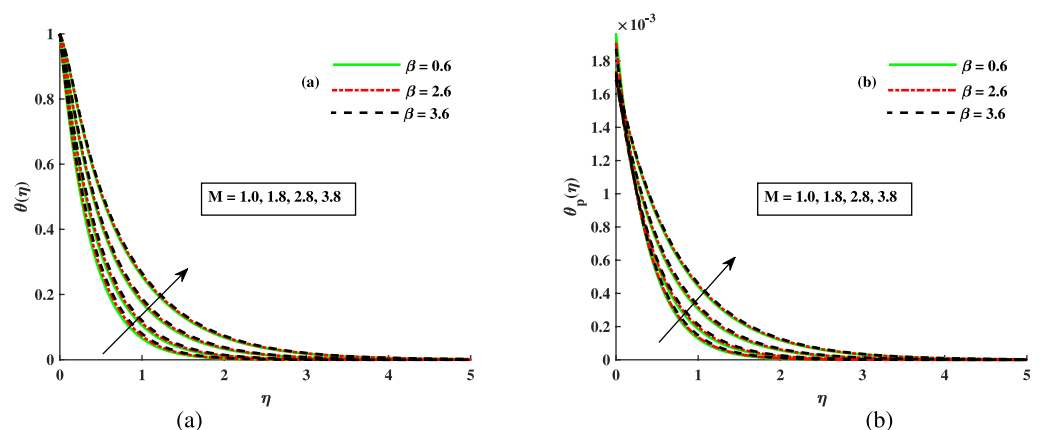 1
0.8
0.6
0.4
0.2
0
0 1 2 3 4 5
θ(η)
η
(a)
β = 0.6
β = 2.6
β = 3.6
M = 1.0, 1.8, 2.8, 3.8
(a)
×10^-3
1.8
1.6
1.4
1.2
1
0.8
0.6
0.4
0.2
0
0 1 2 3 4 5
θ_p(η)
η
(b)
β = 0.6
β = 2.6
β = 3.6
M = 1.0, 1.8, 2.8, 3.8
(b)